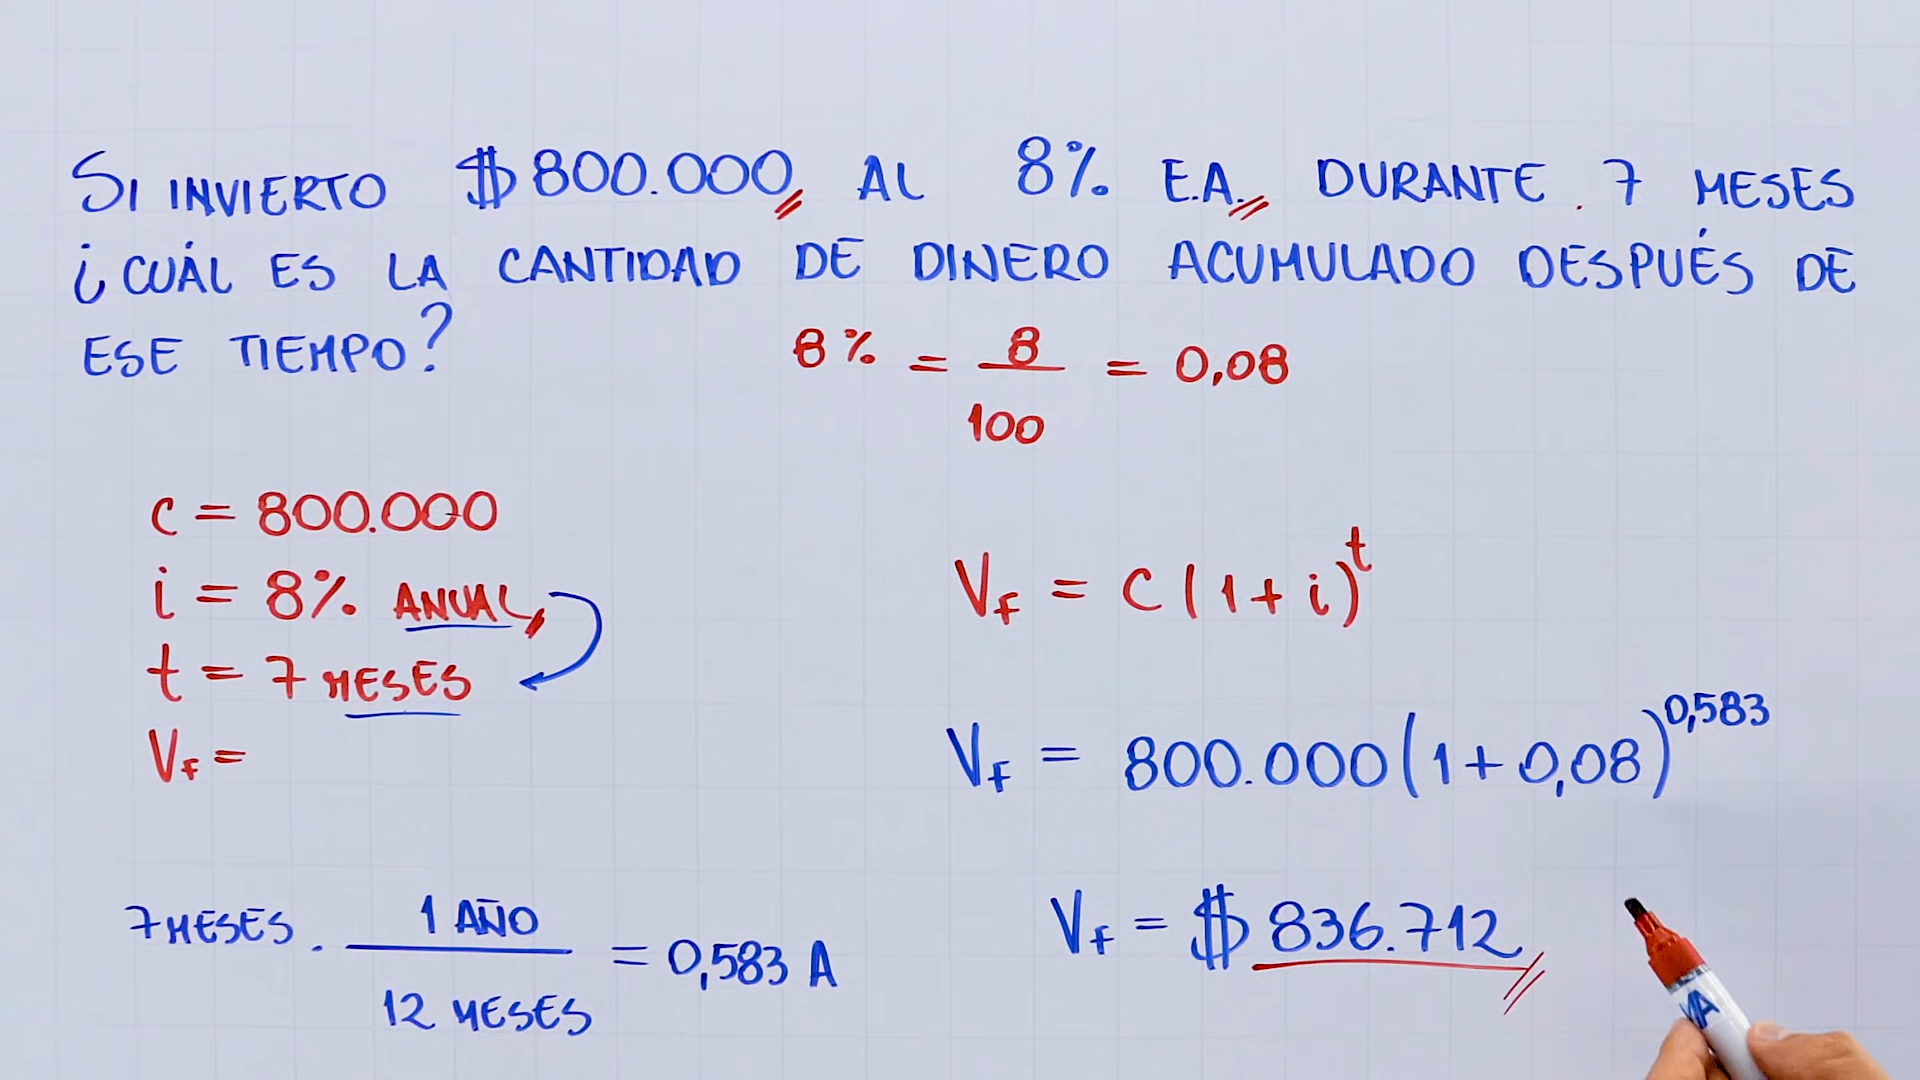 SI INVIERTO $800.000 AL 8% E.A. DURANTE 7 MESES
¿CUÁL ES LA CANTIDAD DE DINERO ACUMULADO DESPUÉS DE
ESE TIEMPO?
8% = 8/100 = 0,08
c = 800.000
i = 8% ANUAL
t = 7 MESES
VF =
VF = C(1+i)^t
VF = 800.000(1+0,08)^0,583
7 MESES . 1 AÑO/12 MESES = 0,583 A
VF = $836.712